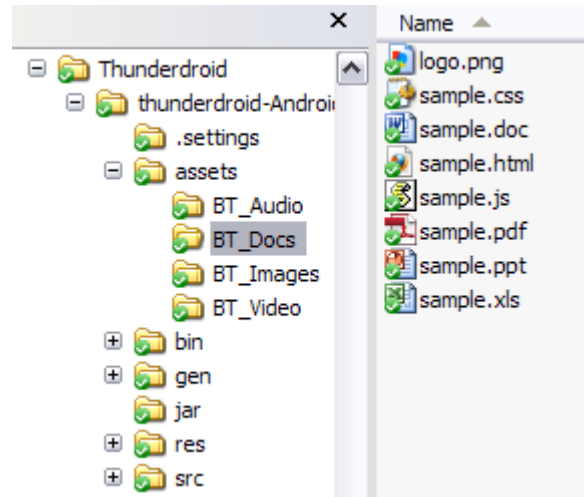 Thunderdroid
thunderdroid-Androi
.settings
assets
BT_Audio
BT_Docs
BT_Images
BT_Video
bin
gen
jar
res
src
Name
logo.png
sample.css
sample.doc
sample.html
sample.js
sample.pdf
sample.ppt
sample.xls